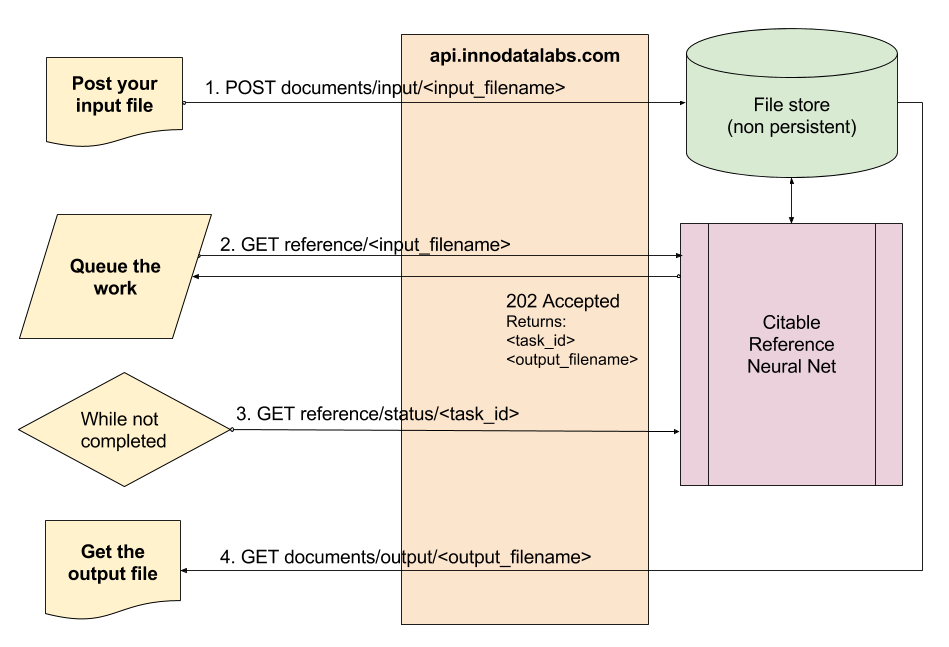 api.innodatalabs.com
Post your
input file
1. POST documents/input/<input_filename>
File store
(non persistent)
Queue the
work
2. GET reference/<input_filename>
202 Accepted
Returns:
<task_id>
<output_filename>
Citable
Reference
Neural Net
While not
completed
3. GET reference/status/<task_id>
Get the
output file
4. GET documents/output/<output_filename>